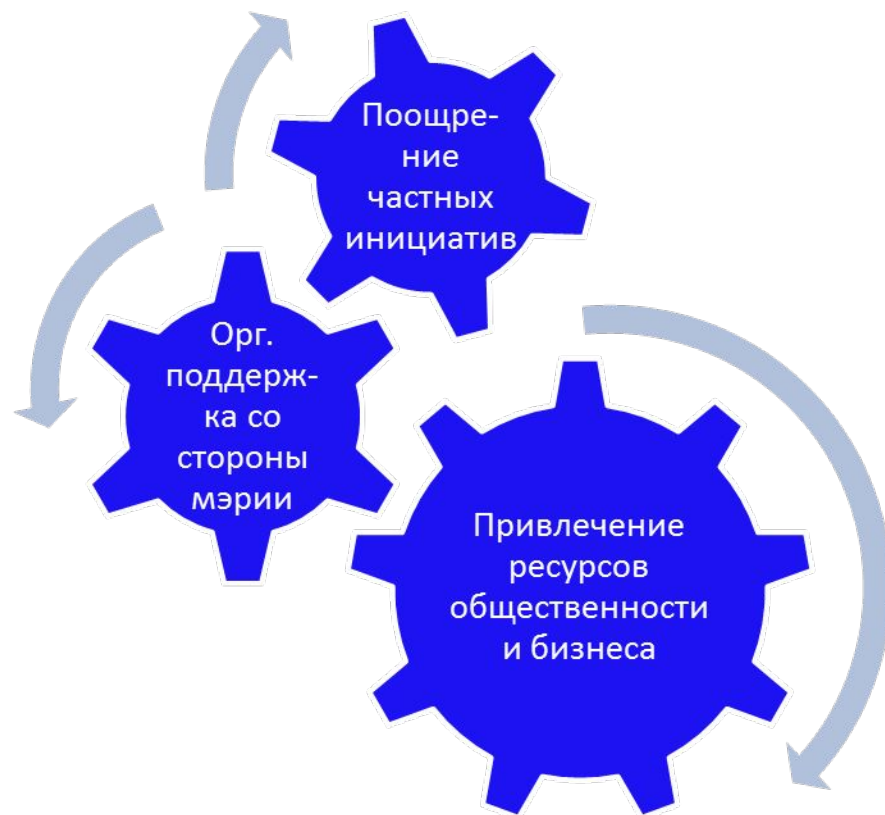 Поощре-
ние
частных
инициатив
Орг.
поддерж-
ка со
стороны
мэрии
Привлечение
ресурсов
общественности
и бизнеса